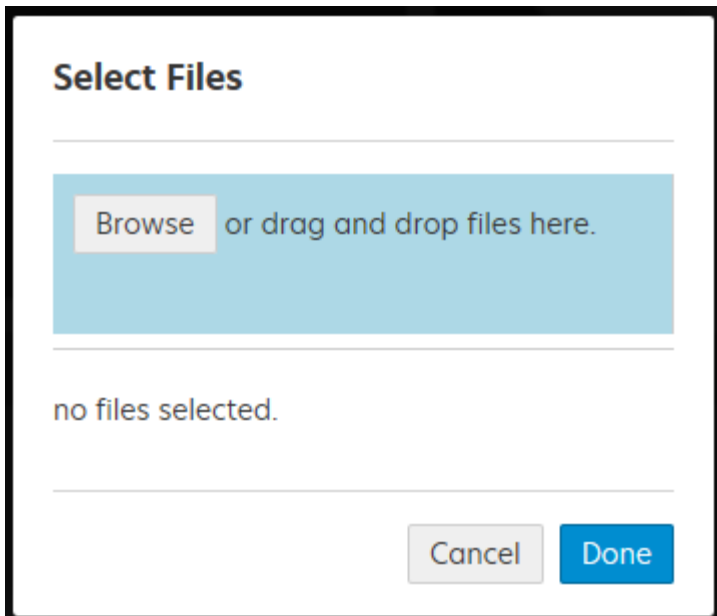 Select Files
Browse or drag and drop files here.
no files selected.
Cancel Done